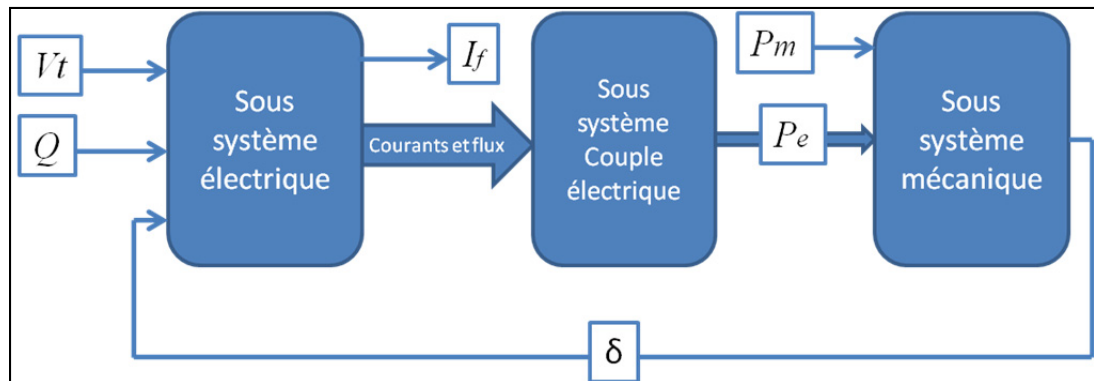 Vt
Q
Sous
système
électrique
If
Courants et flux
Sous
système
Couple
électrique
Pm
Pe
Sous
système
mécanique
δ